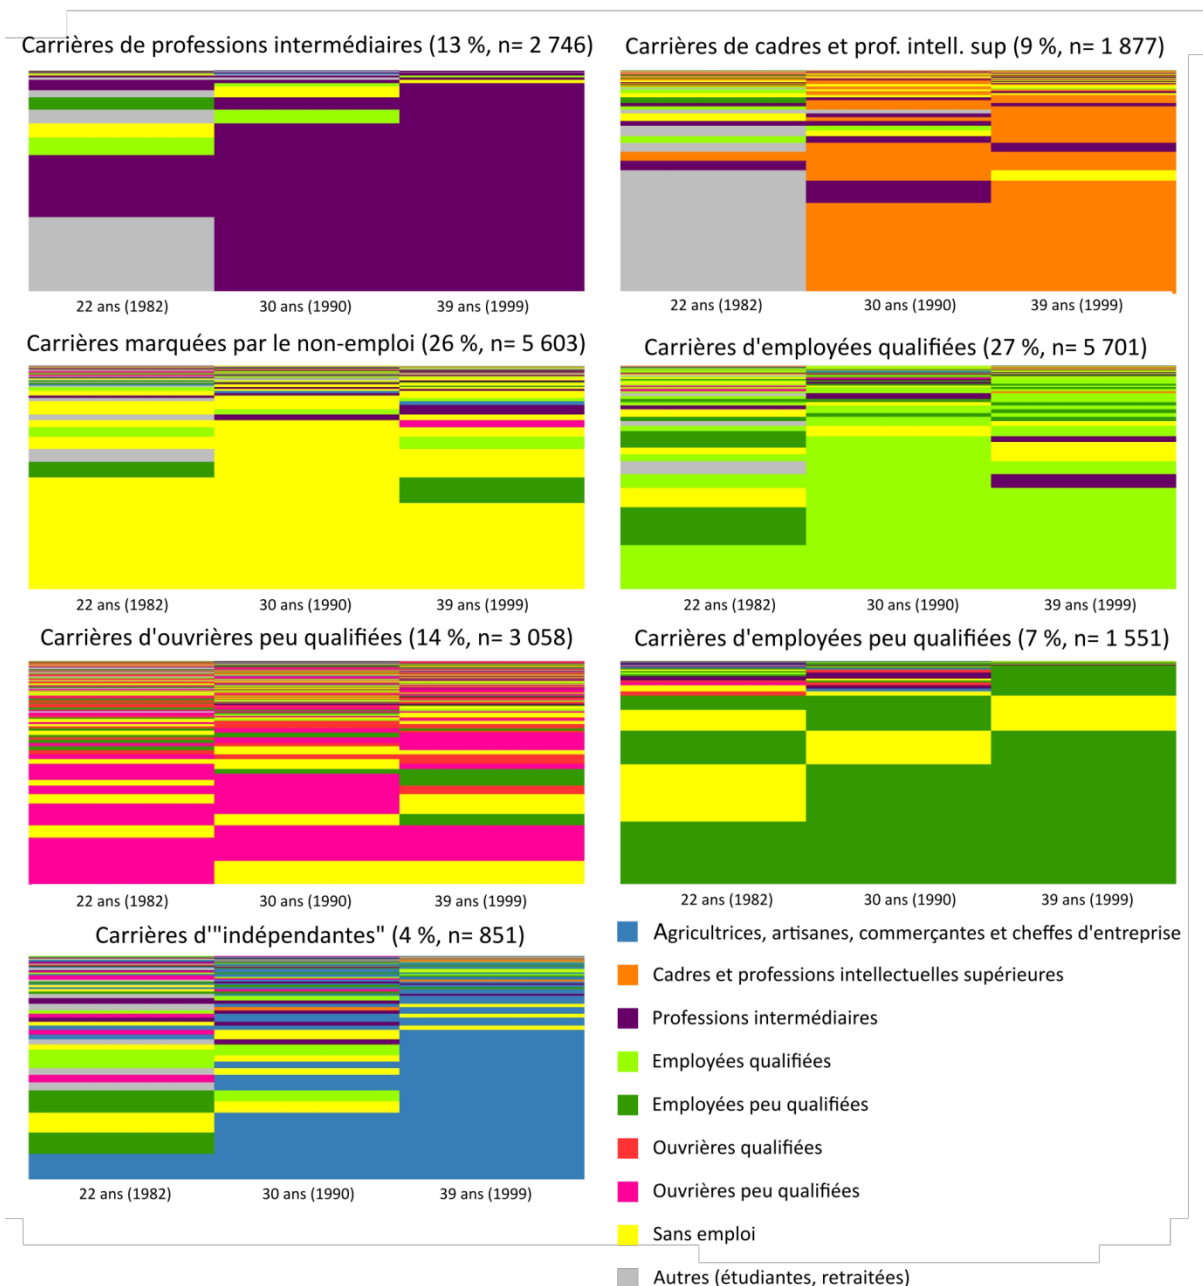 Carrières de professions intermédiaires (13 %, n= 2 746)
Carrières de cadres et prof. intell. sup (9 %, n= 1 877)
22 ans (1982)
30 ans (1990)
39 ans (1999)
22 ans (1982)
30 ans (1990)
39 ans (1999)
Carrières marquées par le non-emploi (26 %, n= 5 603)
Carrières d'employées qualifiées (27 %, n= 5 701)
22 ans (1982)
30 ans (1990)
39 ans (1999)
22 ans (1982)
30 ans (1990)
39 ans (1999)
Carrières d'ouvrières peu qualifiées (14 %, n= 3 058)
Carrières d'employées peu qualifiées (7 %, n= 1 551)
22 ans (1982)
30 ans (1990)
39 ans (1999)
22 ans (1982)
30 ans (1990)
39 ans (1999)
Carrières d'"indépendantes" (4 %, n= 851)
22 ans (1982)
30 ans (1990)
39 ans (1999)
Agricultrices, artisanes, commerçantes et cheffes d'entreprise
Cadres et professions intellectuelles supérieures
Professions intermédiaires
Employées qualifiées
Employées peu qualifiées
Ouvrières qualifiées
Ouvrières peu qualifiées
Sans emploi
Autres (étudiantes, retraitées)